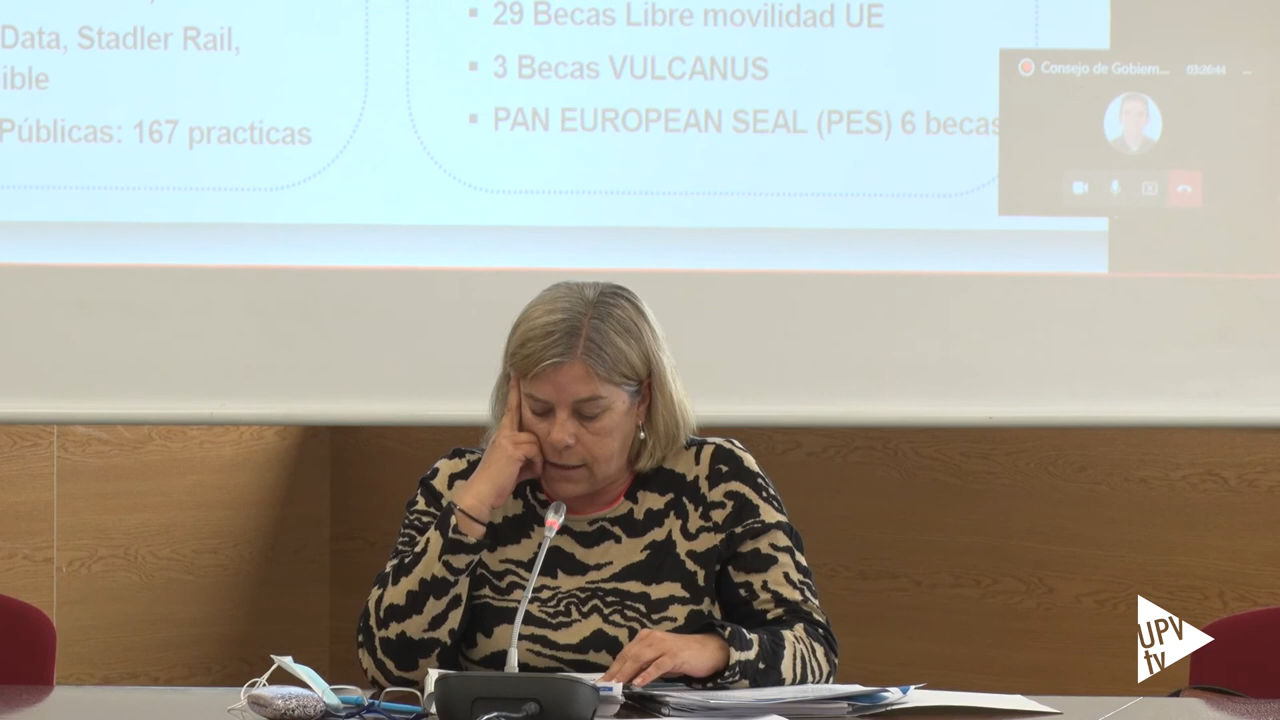 Data, Stadler Rail,
ible
Públicas: 167 practicas
▪ 29 Becas Libre movilidad UE
▪ 3 Becas VULCANUS
▪ PAN EUROPEAN SEAL (PES) 6 becas
Consejo de Gobiern... 03:26:44 ...
UPV
tv